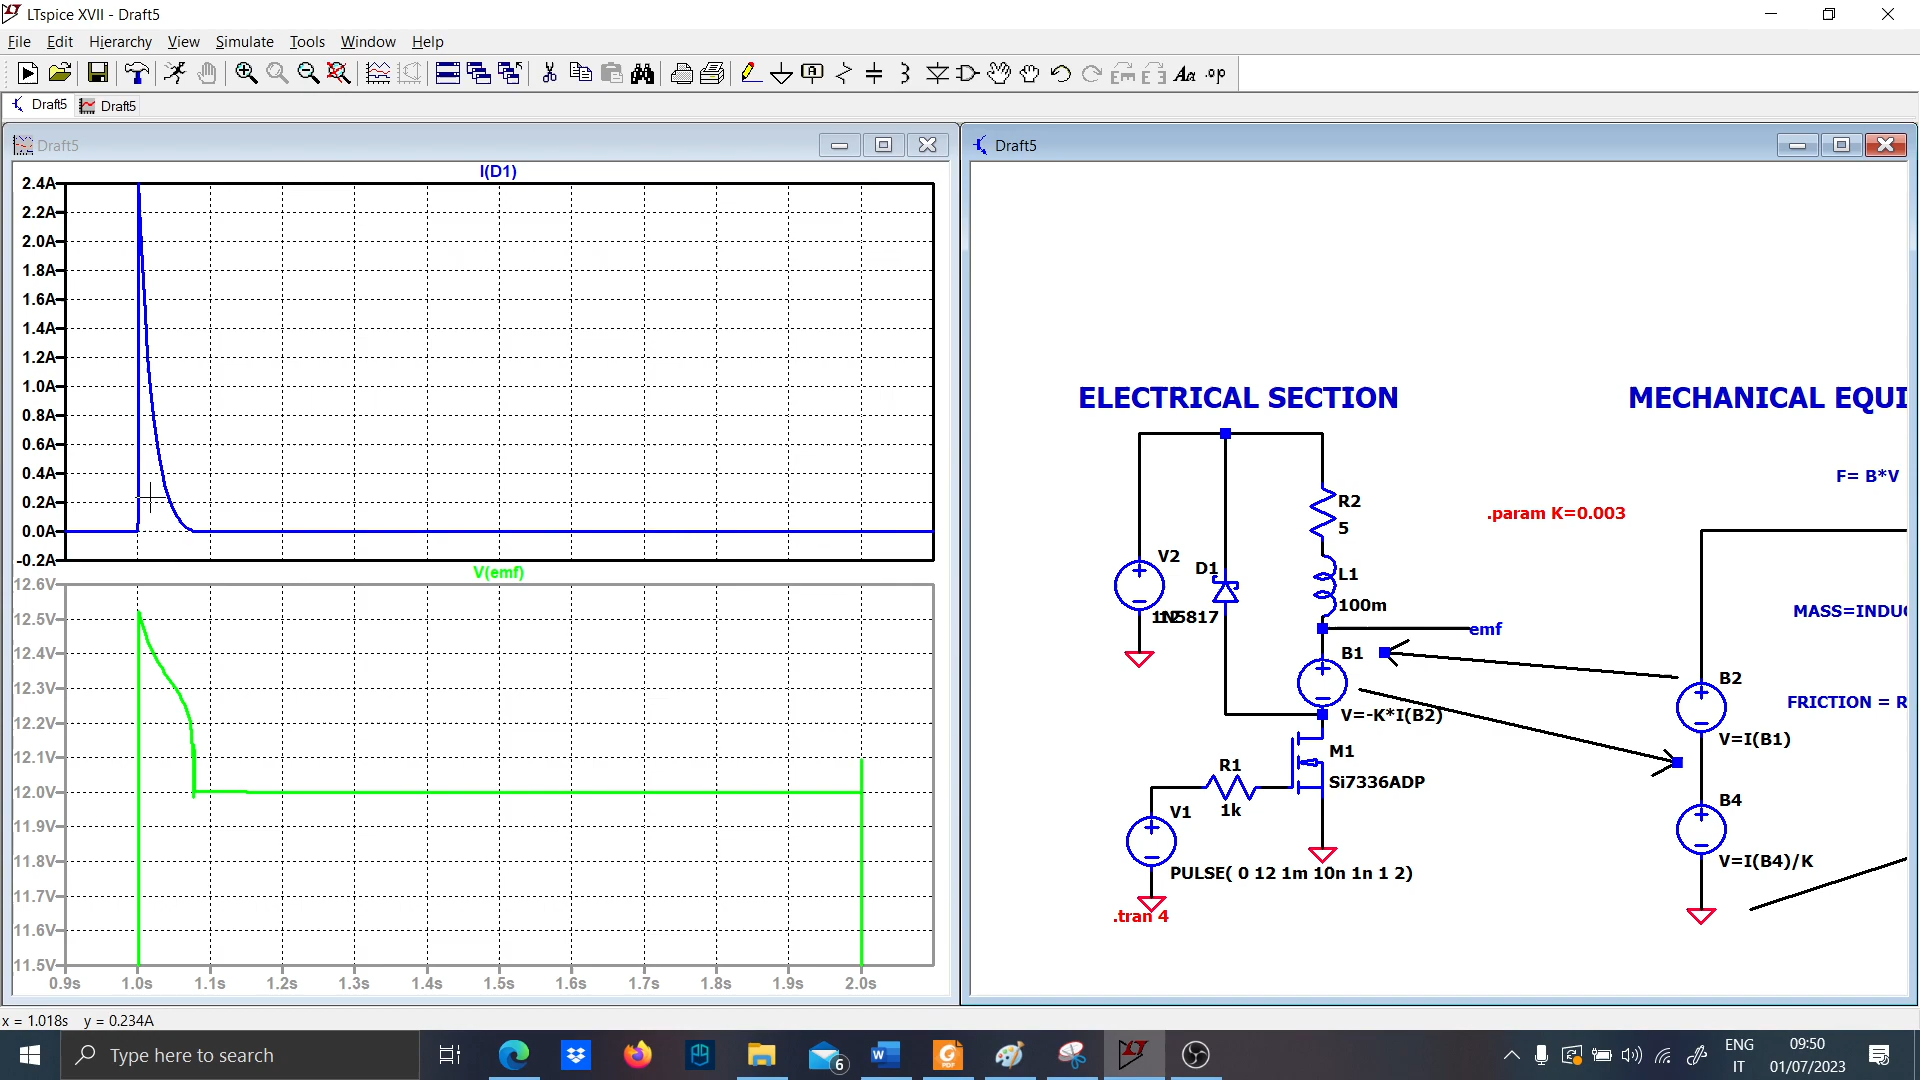 LTspice XVII - Draft5
File Edit Hierarchy View Simulate Tools Window Help
Draft5 Draft5
Draft5
I(D1)
2.4A
2.2A
2.0A
1.8A
1.6A
1.4A
1.2A
1.0A
0.8A
0.6A
0.4A
0.2A
0.0A
-0.2A
V(emf)
12.6V
12.5V
12.4V
12.3V
12.2V
12.1V
12.0V
11.9V
11.8V
11.7V
11.6V
11.5V
0.9s 1.0s 1.1s 1.2s 1.3s 1.4s 1.5s 1.6s 1.7s 1.8s 1.9s 2.0s
Draft5
ELECTRICAL SECTION
MECHANICAL EQUI
F= B*V
.param K=0.003
R2
5
V2
D1
L1
1N5817
100m
MASS=INDU
emf
B1
B2
FRICTION = R
V=-K*I(B2)
V=I(B1)
M1
R1
Si7336ADP
1k
V1
B4
V=I(B4)/K
PULSE( 0 12 1m 10n 1n 1 2)
.tran 4
x = 1.018s y = 0.234A
Type here to search
6
ENG
IT
09:50
01/07/2023